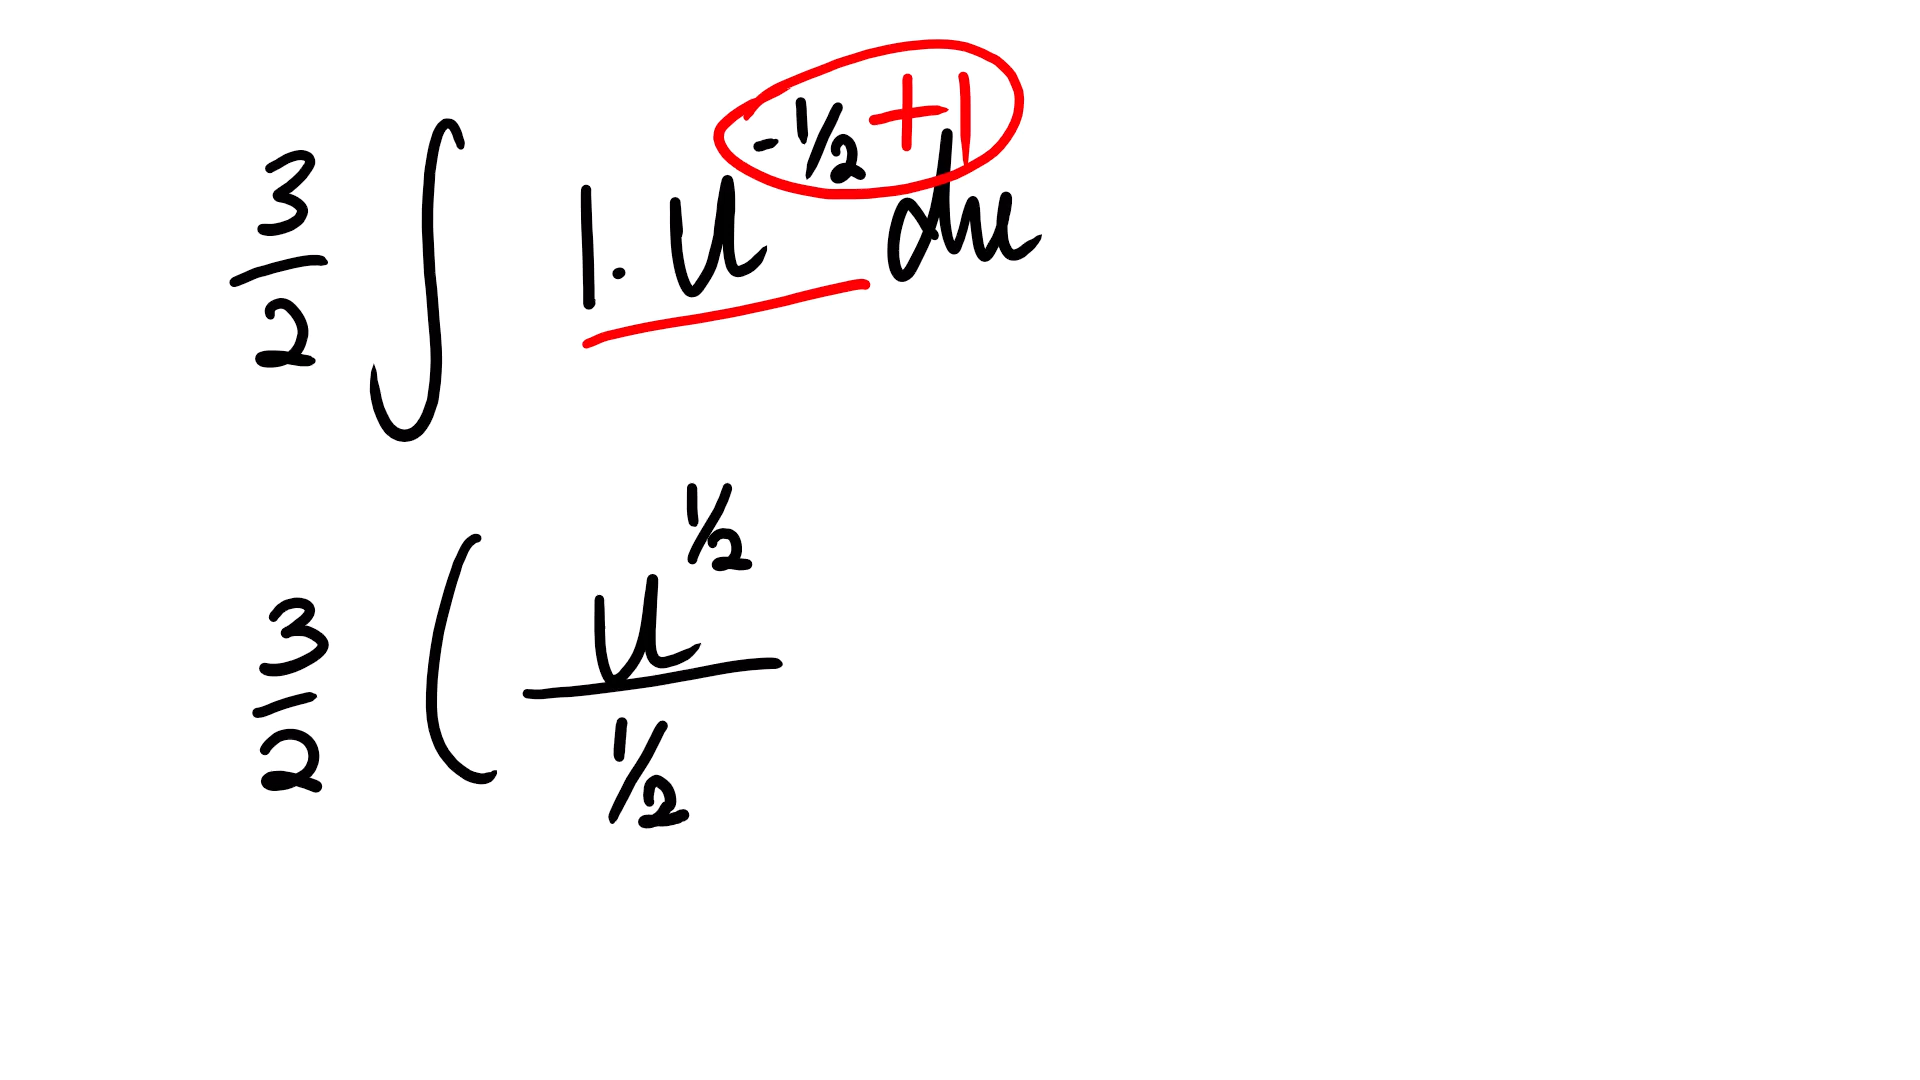 3/2 ∫ 1 · u^(-1/2 + 1) du
3/2 ( u^(1/2) / (1/2)